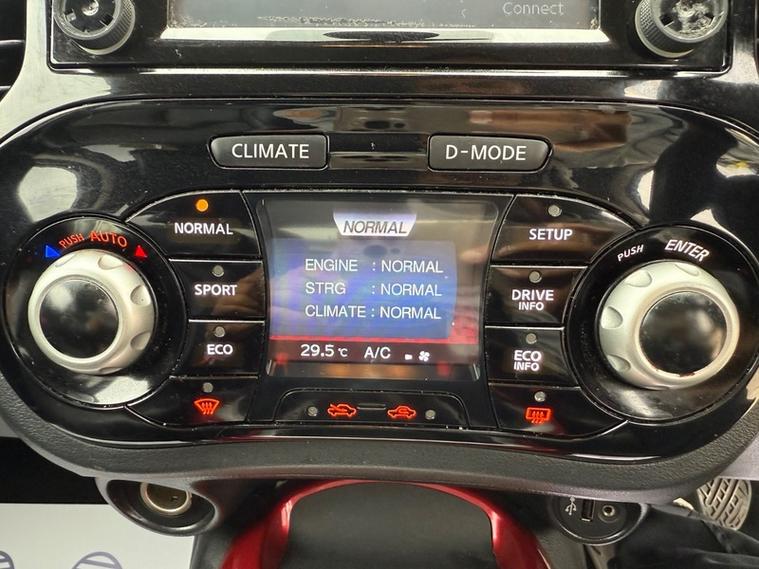 Connect
CLIMATE
D-MODE
NORMAL
NORMAL
SETUP
PUSH AUTO
PUSH ENTER
ENGINE : NORMAL
SPORT
STRG : NORMAL
DRIVE
INFO
CLIMATE : NORMAL
ECO
29.5°C A/C
ECO
INFO